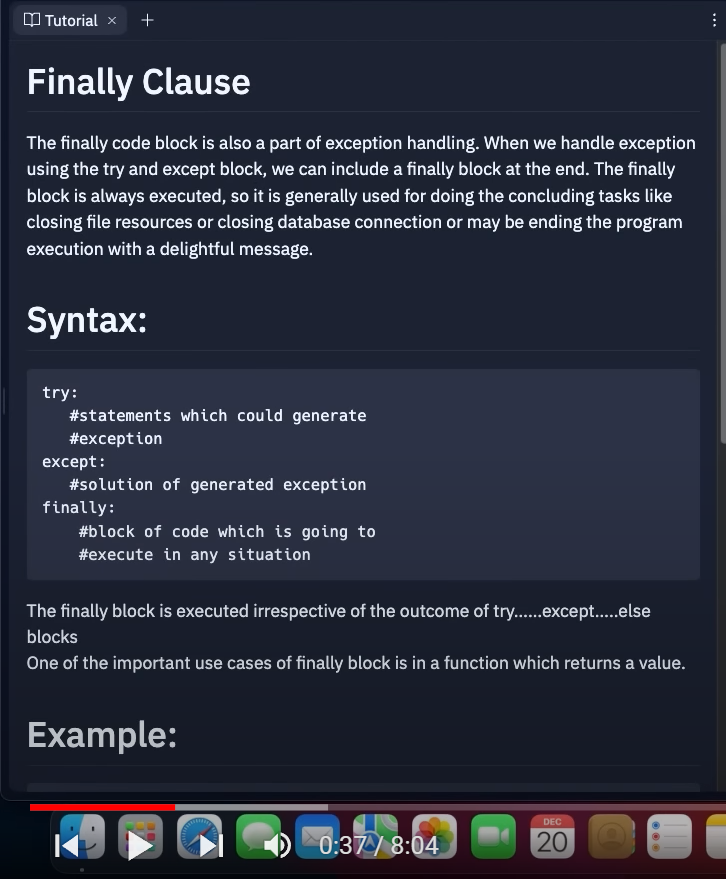 Tutorial
Finally Clause
The finally code block is also a part of exception handling. When we handle exception
using the try and except block, we can include a finally block at the end. The finally
block is always executed, so it is generally used for doing the concluding tasks like
closing file resources or closing database connection or may be ending the program
execution with a delightful message.
Syntax:
try:
#statements which could generate
#exception
except:
#solution of generated exception
finally:
#block of code which is going to
#execute in any situation
The finally block is executed irrespective of the outcome of try......except.....else
blocks
One of the important use cases of finally block is in a function which returns a value.
Example:
DEC
20
0:37 / 8:04